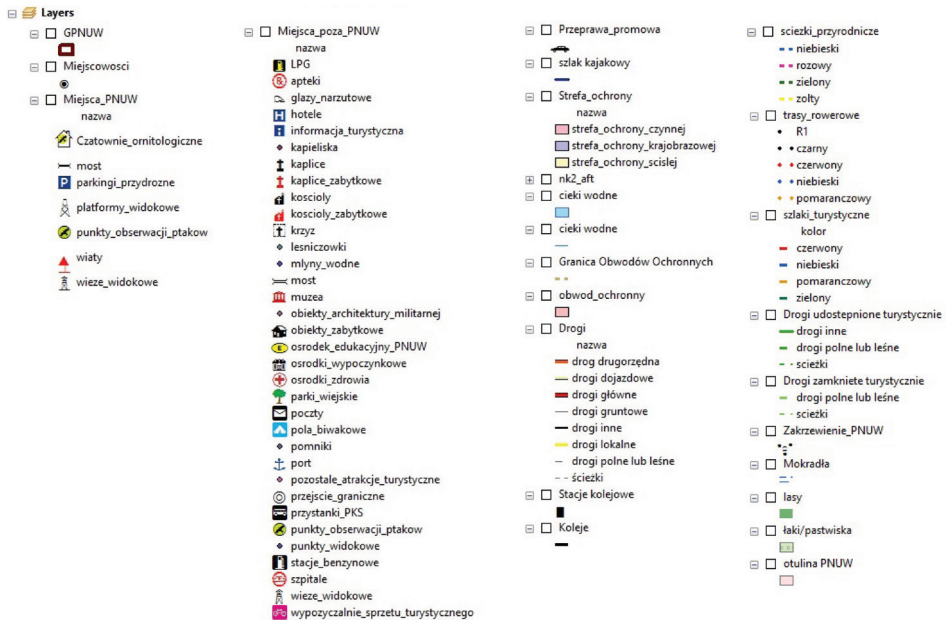 Layers
GPNUW
Miejscowosci
Miejsca_PNUW
nazwa
Czatownie_ornitologiczne
most
parkingi_przydrozne
platformy_widokowe
punkty_obserwacji_ptakow
wiaty
wieze_widokowe
Miejsca_poza_PNUW
nazwa
LPG
apteki
glazy_narzutowe
hotele
informacja_turystyczna
kapieliska
kaplice
kaplice_zabytkowe
koscioly
koscioly_zabytkowe
krzyz
lesniczowki
mlyny_wodne
most
muzea
obiekty_architektury_militarnej
obiekty_zabytkowe
osrodek_edukacyjny_PNUW
osrodki_wypoczynkowe
osrodki_zdrowia
parki_wiejskie
poczty
pola_biwakowe
pomniki
port
pozostale_atrakcje_turystyczne
przejscie_graniczne
przystanki_PKS
punkty_obserwacji_ptakow
punkty_widokowe
stacje_benzynowe
szpitale
wieze_widokowe
wypozyczalnie_sprzetu_turystycznego
Przeprawa_promowa
szlak kajakowy
Strefa_ochrony
nazwa
strefa_ochrony_czynnej
strefa_ochrony_krajobrazowej
strefa_ochrony_scislej
nk2_aft
cieki wodne
cieki wodne
Granica Obwodów Ochronnych
obwod_ochronny
Drogi
nazwa
drog drugorzędna
drogi dojazdowe
drogi główne
drogi gruntowe
drogi inne
drogi lokalne
drogi polne lub leśne
ścieżki
Stacje kolejowe
Koleje
sciezki_przyrodnicze
niebieski
rozowy
zielony
zolty
trasy_rowerowe
R1
czarny
czerwony
niebieski
pomaranczowy
szlaki_turystyczne
kolor
czerwony
niebieski
pomaranczowy
zielony
Drogi udostepnione turystycznie
drogi inne
drogi polne lub leśne
scieżki
Drogi zamkniete turystycznie
drogi polne lub leśne
scieżki
Zakrzewienie_PNUW
Mokradła
lasy
łaki/pastwiska
otulina PNUW